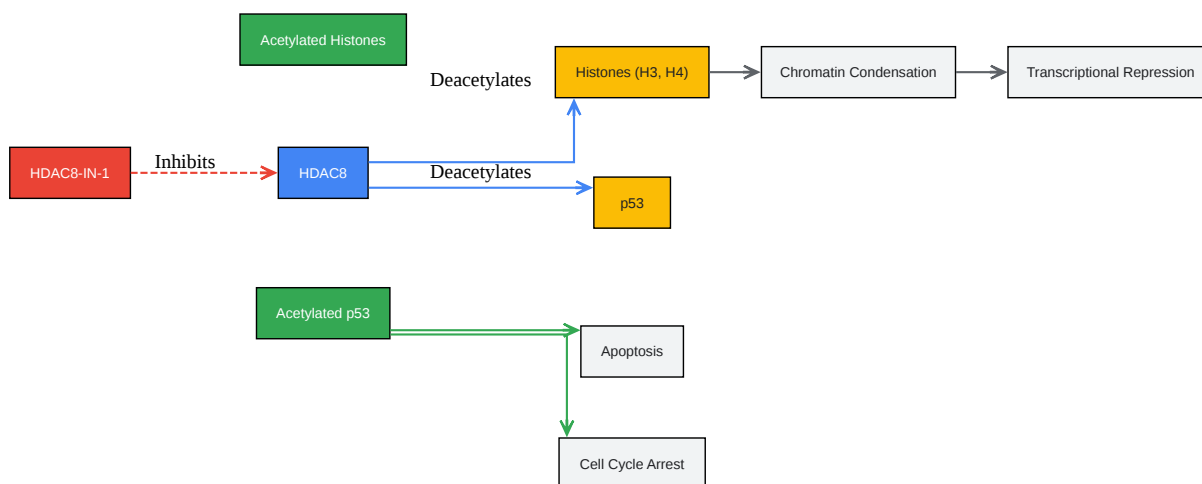 Acetylated Histones
Deacetylates
Histones (H3, H4)
Chromatin Condensation
Transcriptional Repression
HDAC8-IN-1
Inhibits
HDAC8
Deacetylates
p53
Acetylated p53
Apoptosis
Cell Cycle Arrest